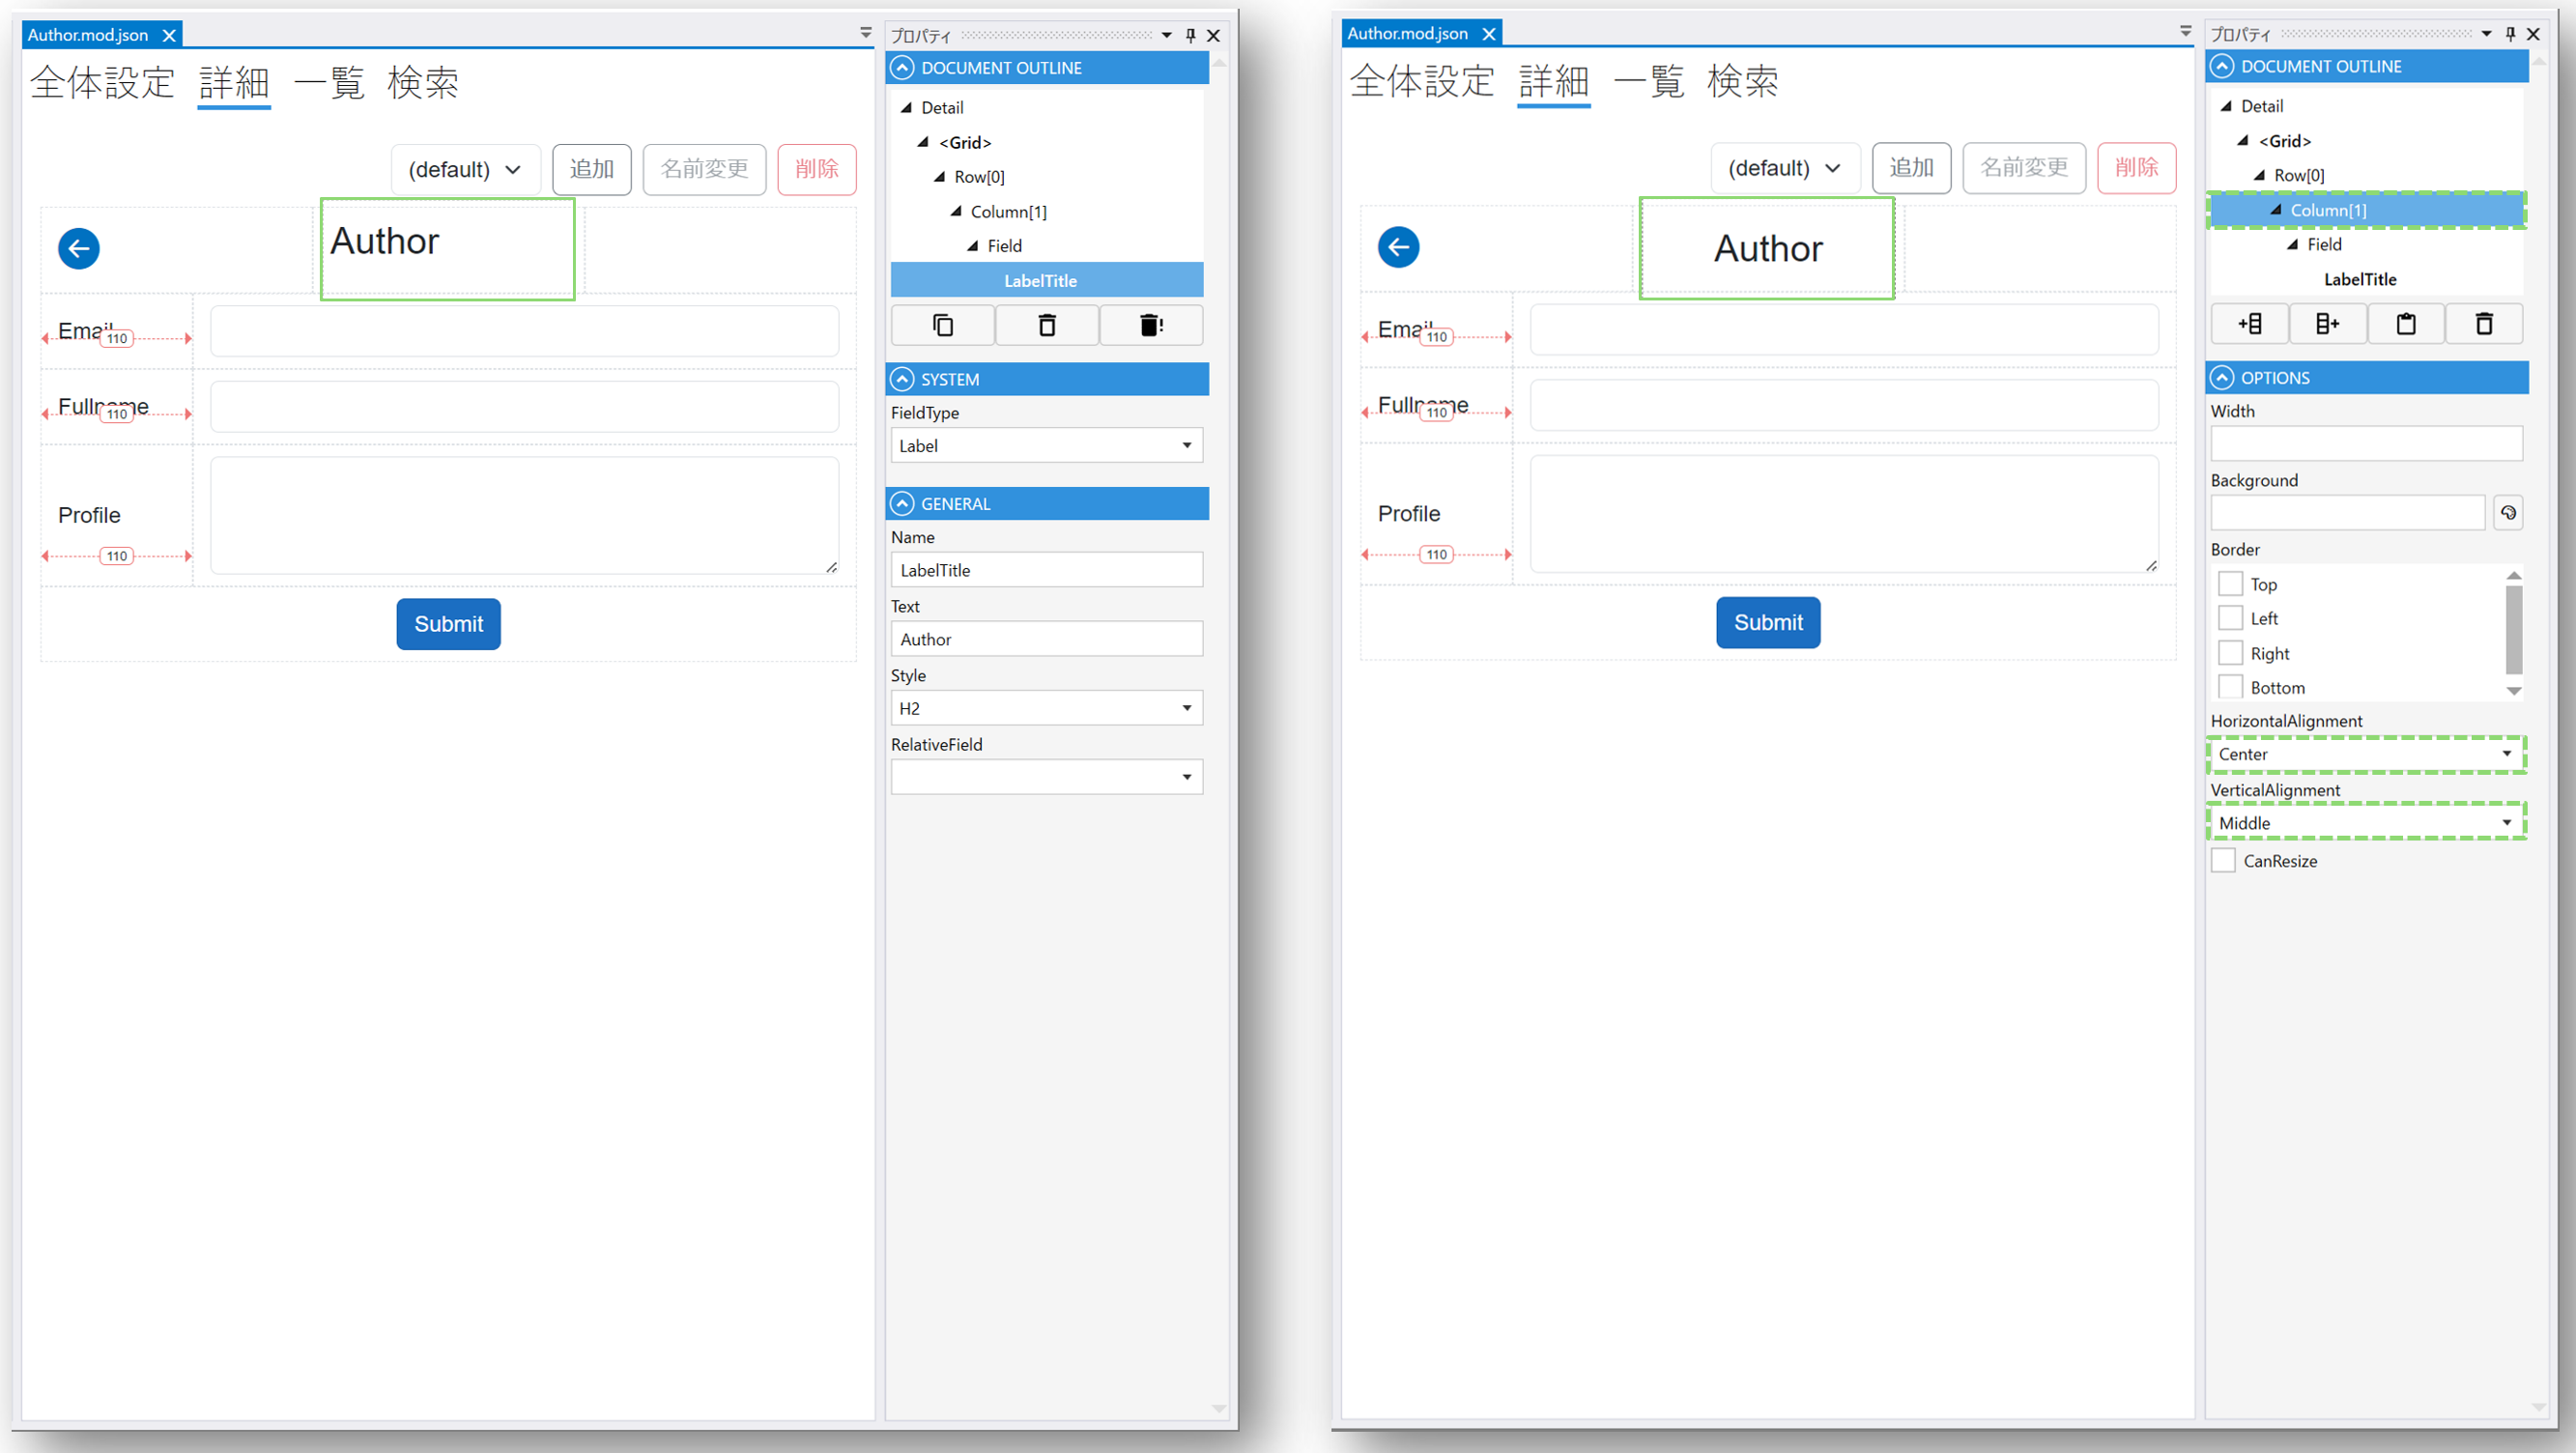 Author.mod.json
全体設定 詳細 一覧 検索
(default) 追加 名前変更 削除
Author
Email
110
Fullname
110
Profile
110
Submit
プロパティ
DOCUMENT OUTLINE
Detail
<Grid>
Row[0]
Column[1]
Field
LabelTitle
SYSTEM
FieldType
Label
GENERAL
Name
LabelTitle
Text
Author
Style
H2
RelativeField
Author.mod.json
全体設定 詳細 一覧 検索
(default) 追加 名前変更 削除
Author
Email
110
Fullname
110
Profile
110
Submit
プロパティ
DOCUMENT OUTLINE
Detail
<Grid>
Row[0]
Column[1]
Field
LabelTitle
OPTIONS
Width
Background
Border
Top
Left
Right
Bottom
HorizontalAlignment
Center
VerticalAlignment
Middle
CanResize